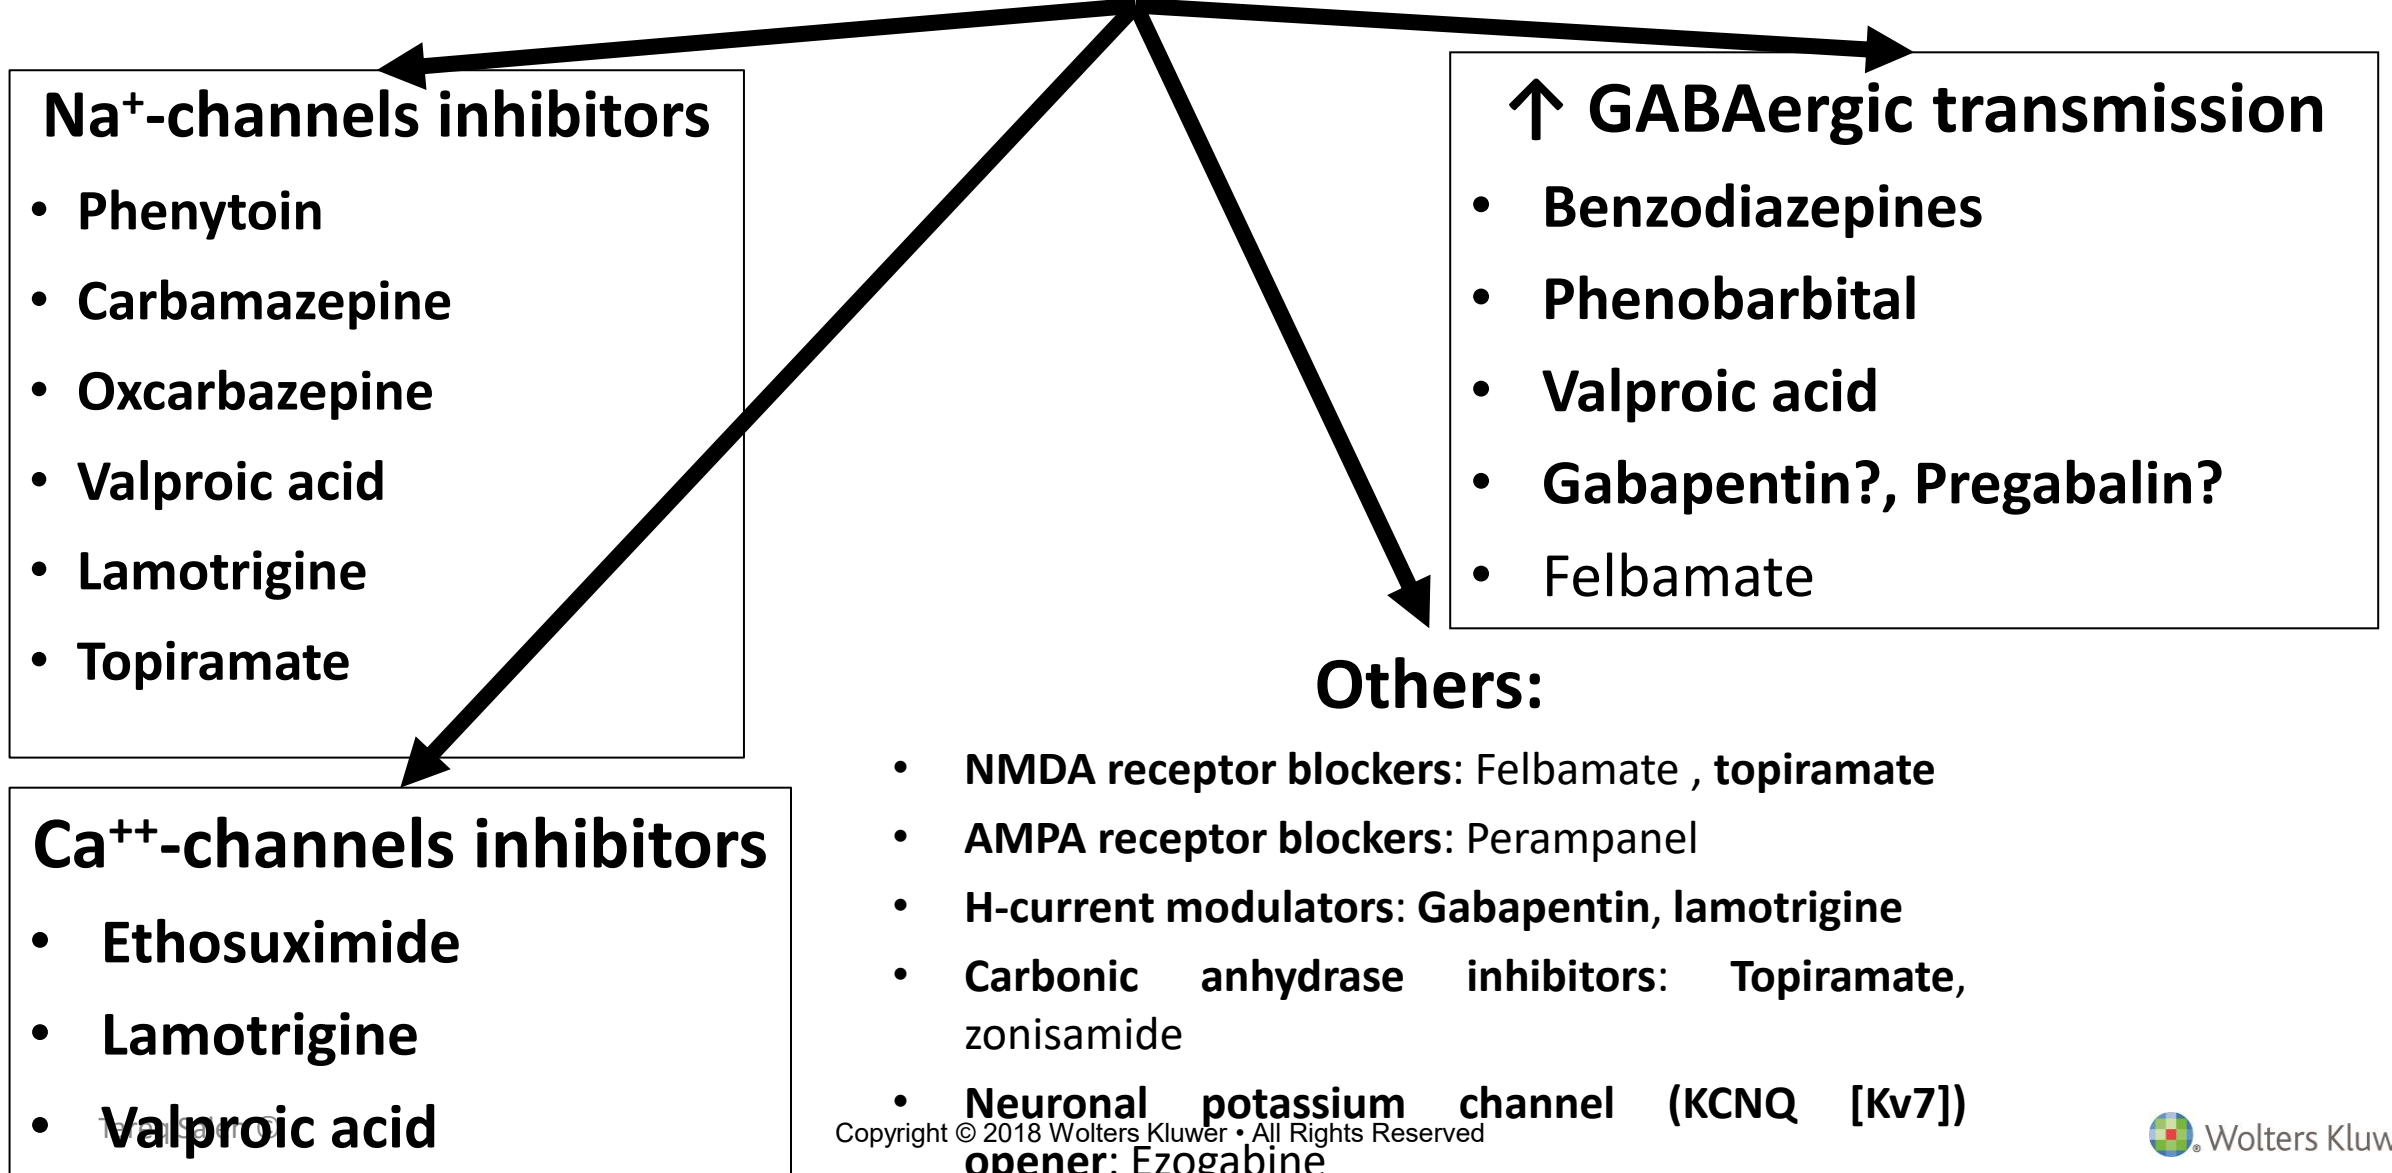 Na⁺-channels inhibitors
• Phenytoin
• Carbamazepine
• Oxcarbazepine
• Valproic acid
• Lamotrigine
• Topiramate
Ca⁺⁺-channels inhibitors
• Ethosuximide
• Lamotrigine
• Valproic acid
↑ GABAergic transmission
• Benzodiazepines
• Phenobarbital
• Valproic acid
• Gabapentin?, Pregabalin?
• Felbamate
Others:
• NMDA receptor blockers: Felbamate , topiramate
• AMPA receptor blockers: Perampanel
• H-current modulators: Gabapentin, lamotrigine
• Carbonic anhydrase inhibitors: Topiramate,
zonisamide
• Neuronal potassium channel (KCNQ [Kv7])
opener: Ezogabine
Copyright © 2018 Wolters Kluwer • All Rights Reserved
Wolters Kluw